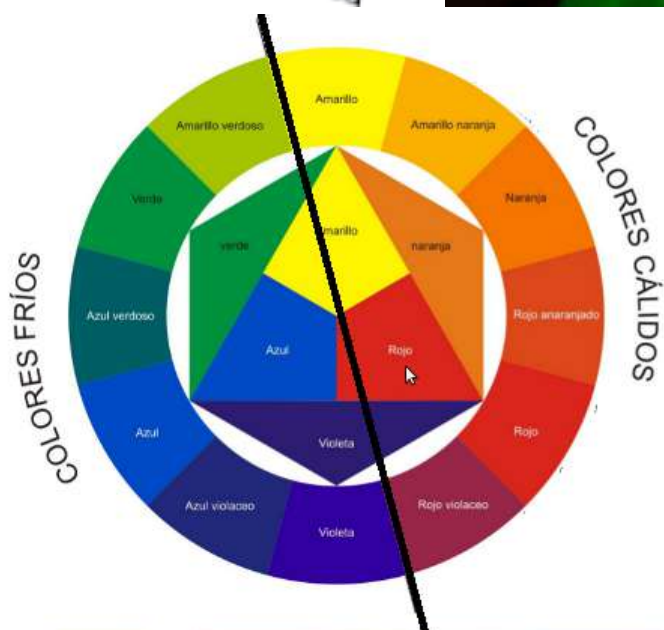 Amarillo
Amarillo verdoso
Amarillo naranja
Verde
Naranja
verde
marillo
naranja
COLORES FRÍOS
COLORES CÁLIDOS
Azul verdoso
Rojo anaranjado
Azul
Rojo
Azul
Rojo
Violeta
Azul violaceo
Rojo violaceo
Violeta